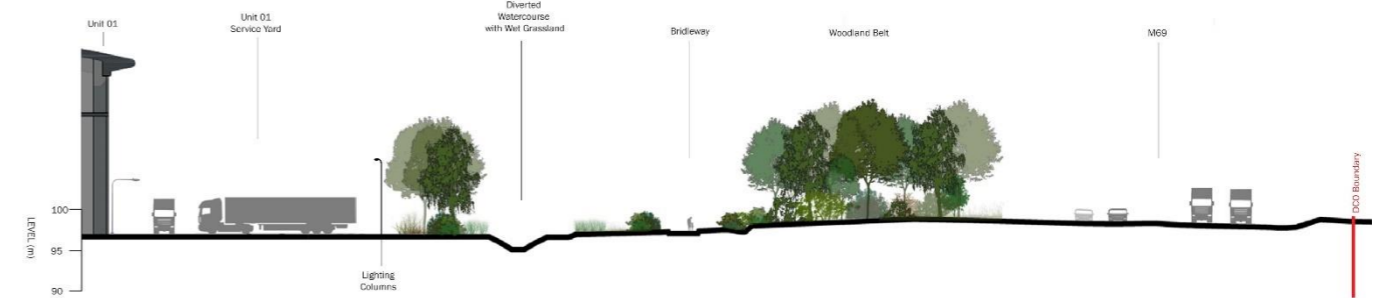 Unit 01
Unit 01
Service Yard
Diverted
Watercourse
with Wet Grassland
Bridleway
Woodland Belt
M69
DCO Boundary
LEVEL (m)
100
95
90
Lighting
Columns